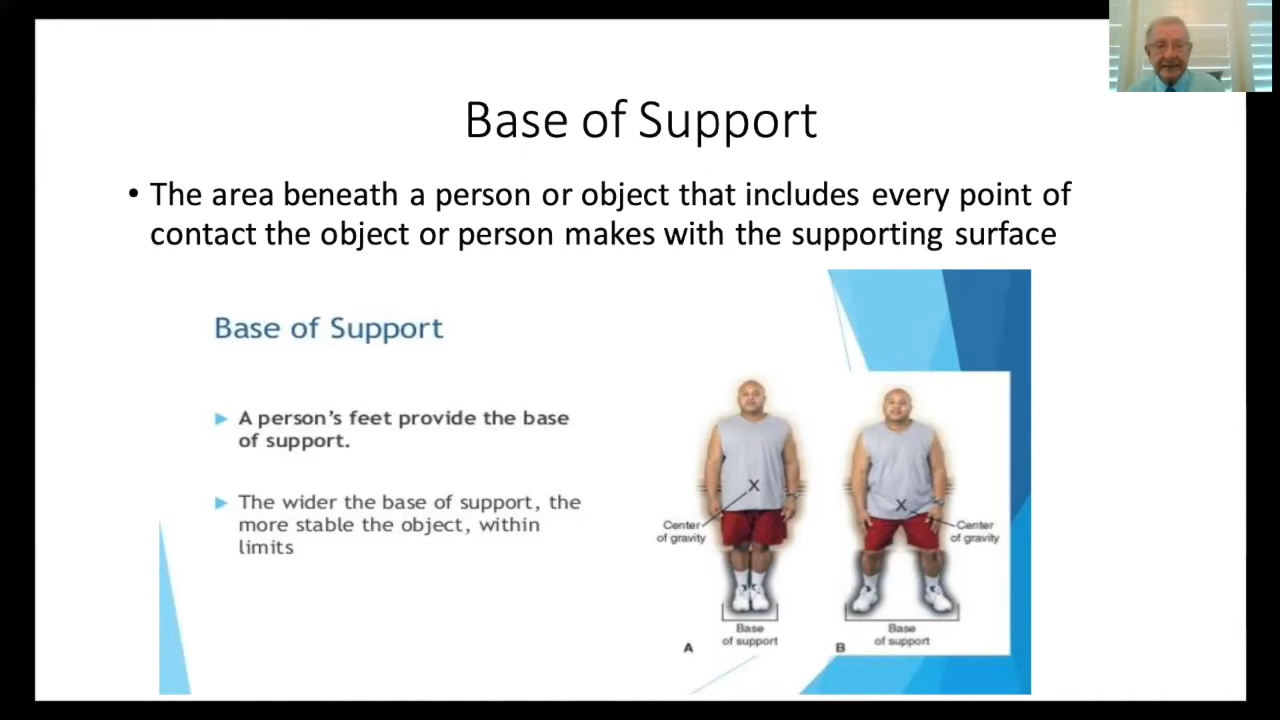 Base of Support
• The area beneath a person or object that includes every point of
contact the object or person makes with the supporting surface
Base of Support
A person's feet provide the base
of support.
The wider the base of support, the
more stable the object, within
limits
X
Center
of gravity
Base
of support
A
X
Center
of gravity
Base
of support
B